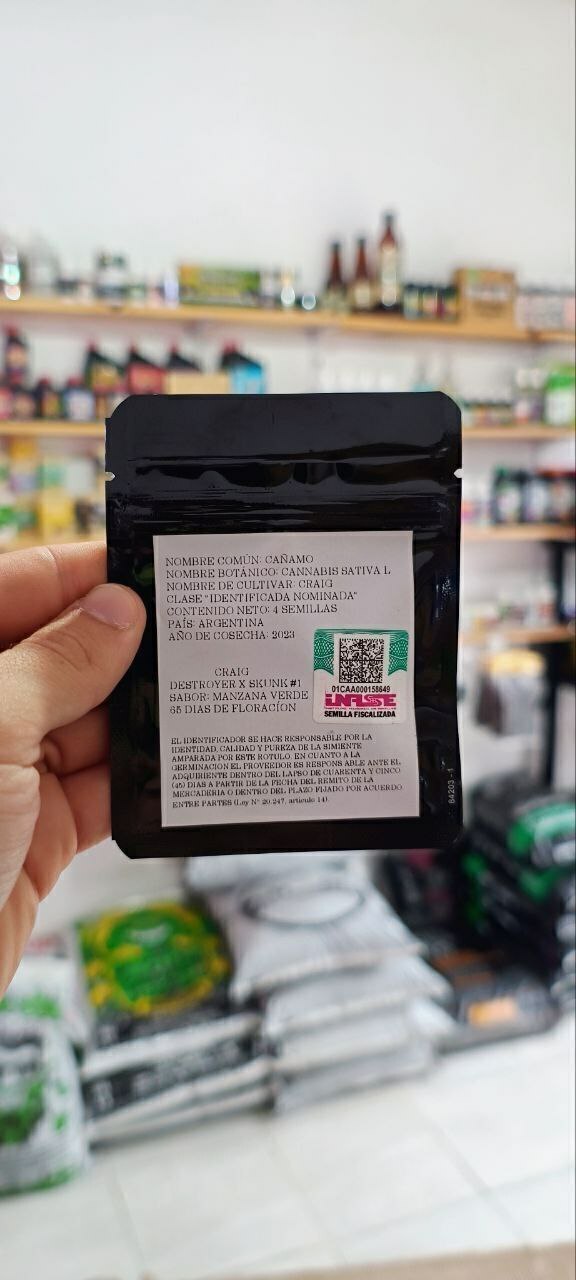 NOMBRE COMÚN: CAÑAMO
NOMBRE BOTÁNICO: CANNABIS SATIVA L
NOMBRE DE CULTIVAR: CRAIG
CLASE "IDENTIFICADA NOMINADA"
CONTENIDO NETO: 4 SEMILLAS
PAÍS: ARGENTINA
AÑO DE COSECHA: 2023
CRAIG
DESTROYER X SKUNK #1
SABOR: MANZANA VERDE
65 DIAS DE FLORACÍON
01CAA000158649
INASE
SEMILLA FISCALIZADA
EL IDENTIFICADOR SE HACE RESPONSABLE POR LA
IDENTIDAD, CALIDAD Y PUREZA DE LA SIMIENTE
AMPARADA POR ESTE ROTULO. EN CUANTO A LA
GERMINACION EL PROVEEDOR ES RESPONSABLE ANTE EL
ADQUIRIENTE DENTRO DEL LAPSO DE CUARENTA Y CINCO
(45) DIAS A PARTIR DE LA FECHA DEL REMITO DE LA
MERCADERIA O DENTRO DEL PLAZO FIJADO POR ACUERDO
ENTRE PARTES (Ley N° 20.247, articulo 14).
84203 - 1